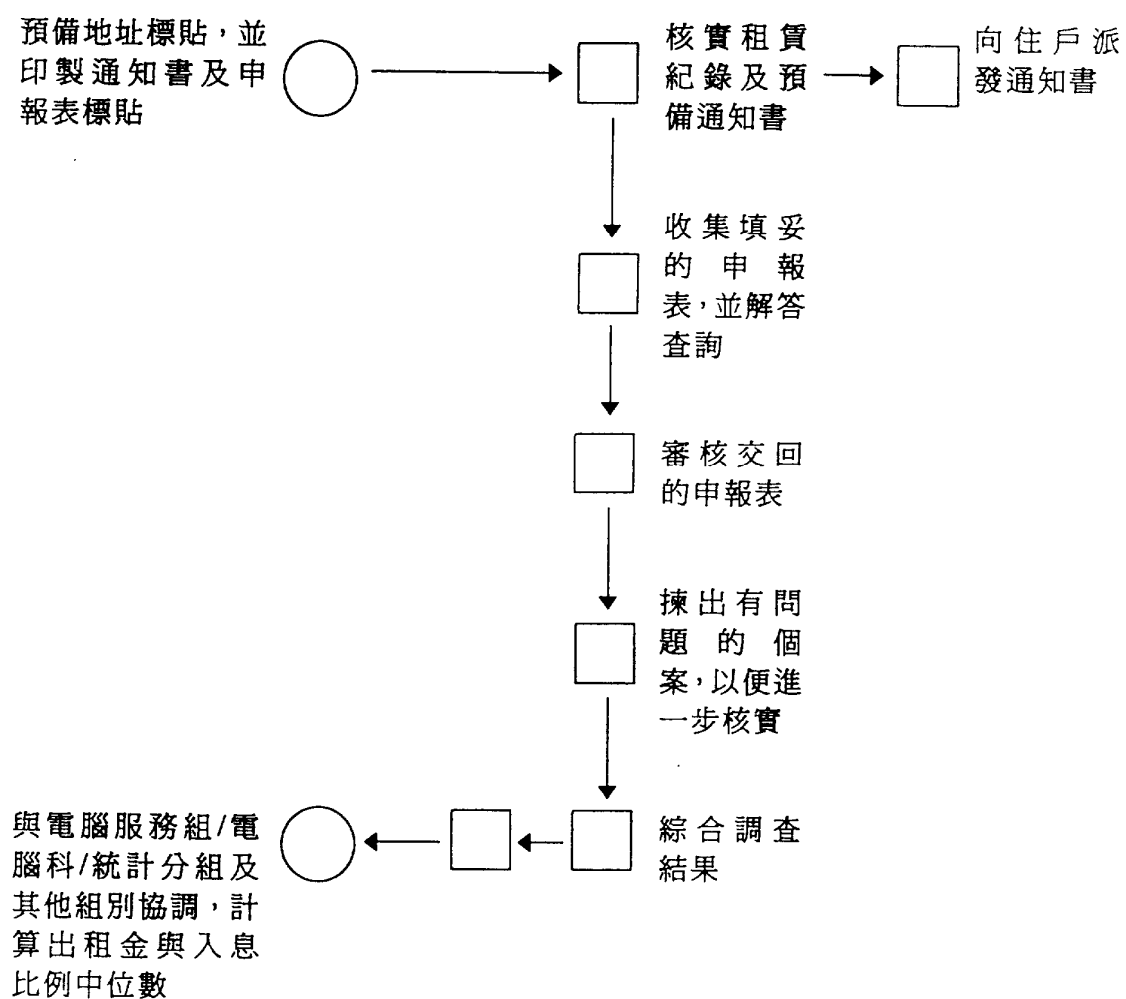 預備地址標貼，並
印製通知書及申
報表標貼
核實租賃
紀錄及預
備通知書
向住戶派
發通知書
收集填妥
的申報
表，並解答
查詢
審核交回
的申報表
揀出有問
題的個
案，以便進
一步核實
綜合調查
結果
與電腦服務組/電
腦科/統計分組及
其他組別協調，計
算出租金與入息
比例中位數